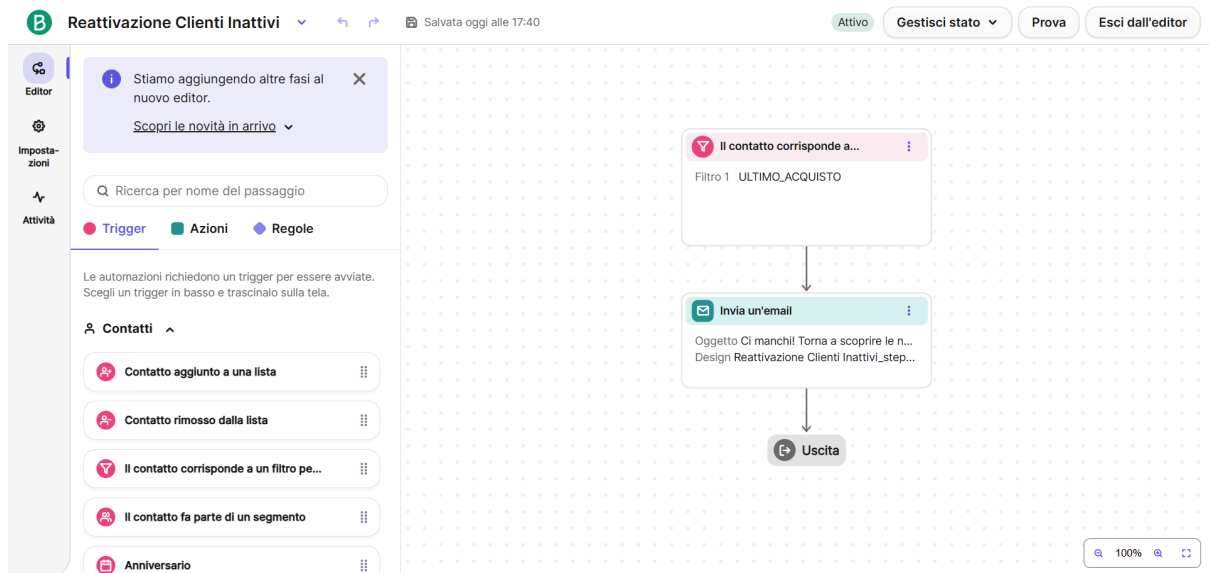 B Reattivazione Clienti Inattivi Salvata oggi alle 17:40 Attivo Gestisci stato Prova Esci dall'editor
Editor
Imposta-
zioni
Attività
Stiamo aggiungendo altre fasi al
nuovo editor.
Scopri le novità in arrivo
Ricerca per nome del passaggio
Trigger Azioni Regole
Le automazioni richiedono un trigger per essere avviate.
Scegli un trigger in basso e trascinalo sulla tela.
Contatti
Contatto aggiunto a una lista
Contatto rimosso dalla lista
Il contatto corrisponde a un filtro pe...
Il contatto fa parte di un segmento
Anniversario
Il contatto corrisponde a...
Filtro 1 ULTIMO_ACQUISTO
Invia un'email
Oggetto Ci manchi! Torna a scoprire le n...
Design Reattivazione Clienti Inattivi_step...
Uscita
100%